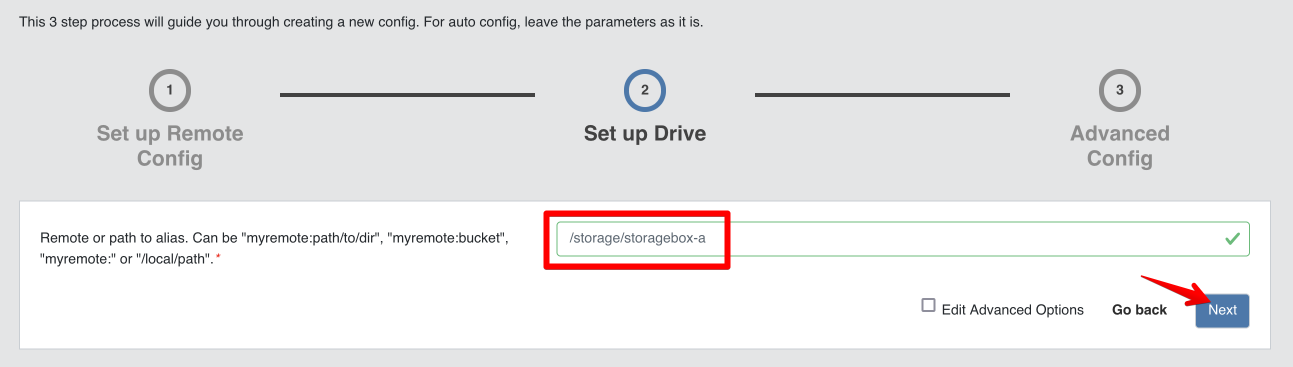 This 3 step process will guide you through creating a new config. For auto config, leave the parameters as it is.
1
2
3
Set up Remote
Config
Set up Drive
Advanced
Config
Remote or path to alias. Can be "myremote:path/to/dir", "myremote:bucket",
"myremote:" or "/local/path".*
/storage/storagebox-a
Edit Advanced Options
Go back
Next